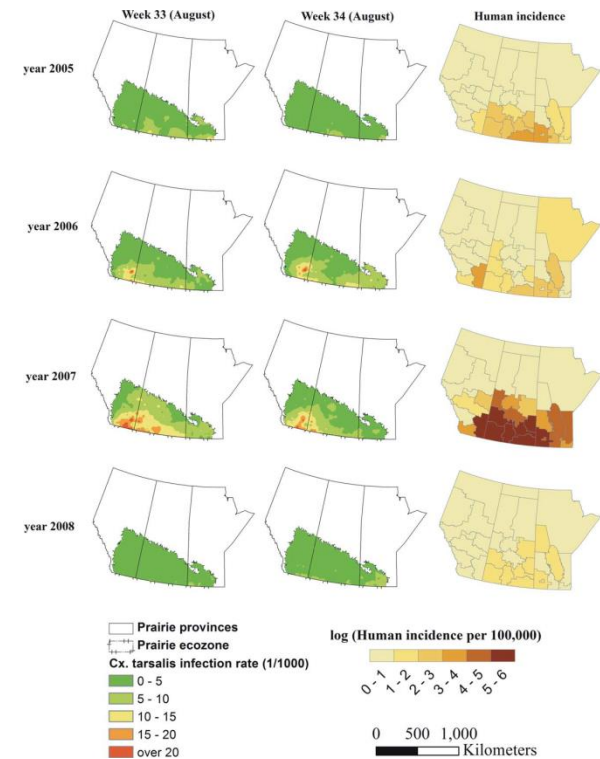 Week 33 (August) Week 34 (August) Human incidence
year 2005
year 2006
year 2007
year 2008
Prairie provinces
Prairie ecozone
Cx. tarsalis infection rate (1/1000)
0 - 5
5 - 10
10 - 15
15 - 20
over 20
log (Human incidence per 100,000)
0 - 1 1 - 2 2 - 3 3 - 4 4 - 5 5 - 6
0 500 1,000
Kilometers